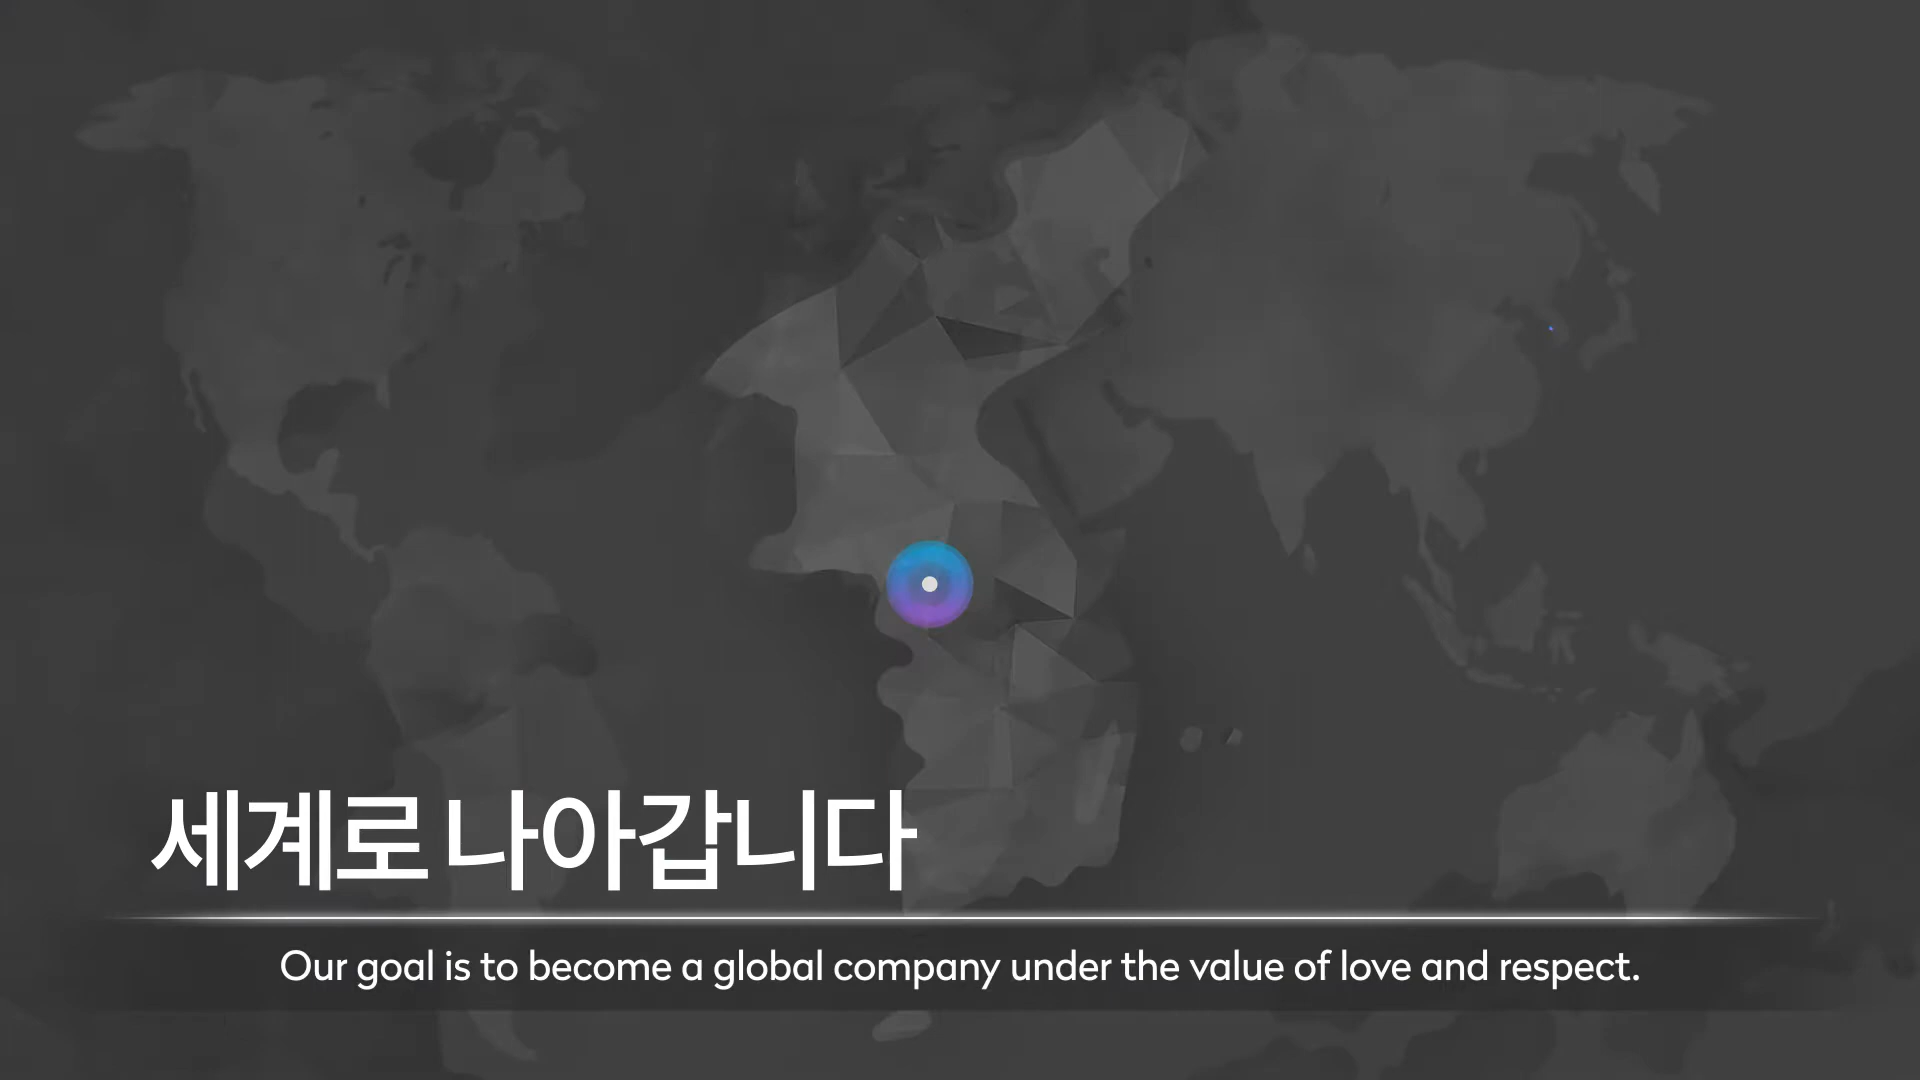 세계로 나아갑니다
Our goal is to become a global company under the value of love and respect.